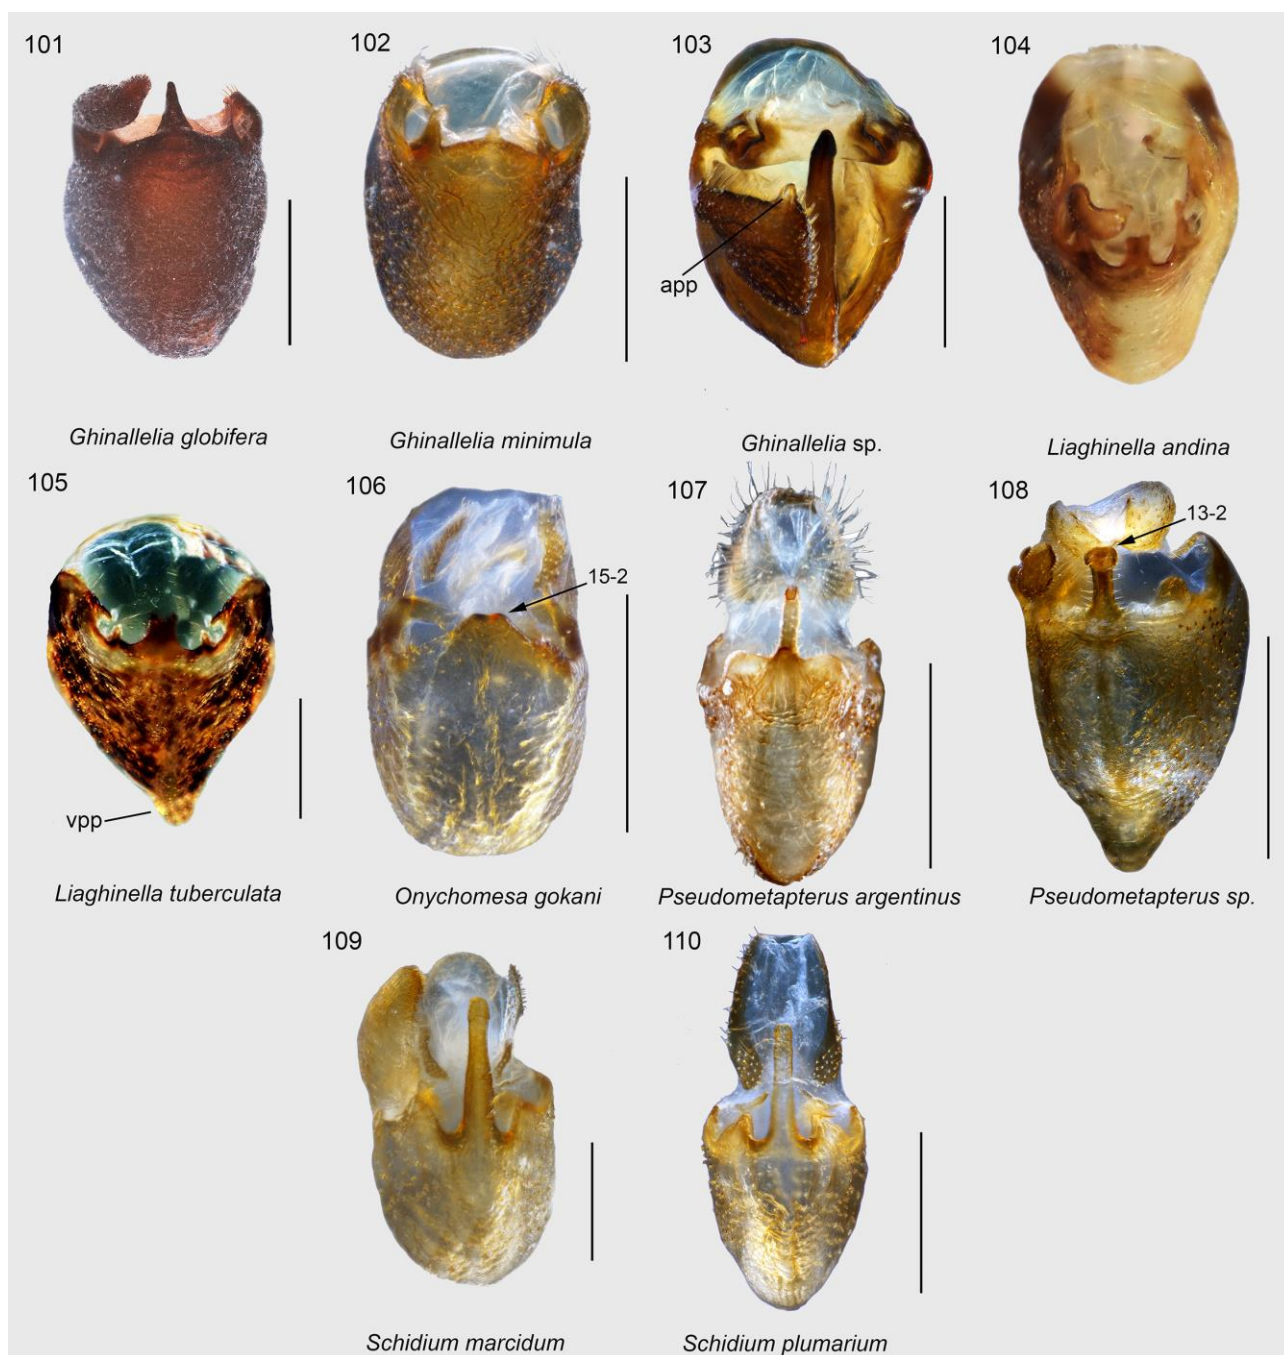 101
102
103
104
app
Ghinallelia globifera
Ghinallelia minimula
Ghinallelia sp.
Liaghinella andina
105
106
107
108
13-2
15-2
vpp
Liaghinella tuberculata
Onychomesa gokani
Pseudometapterus argentinus
Pseudometapterus sp.
109
110
Schidium marcidum
Schidium plumarium